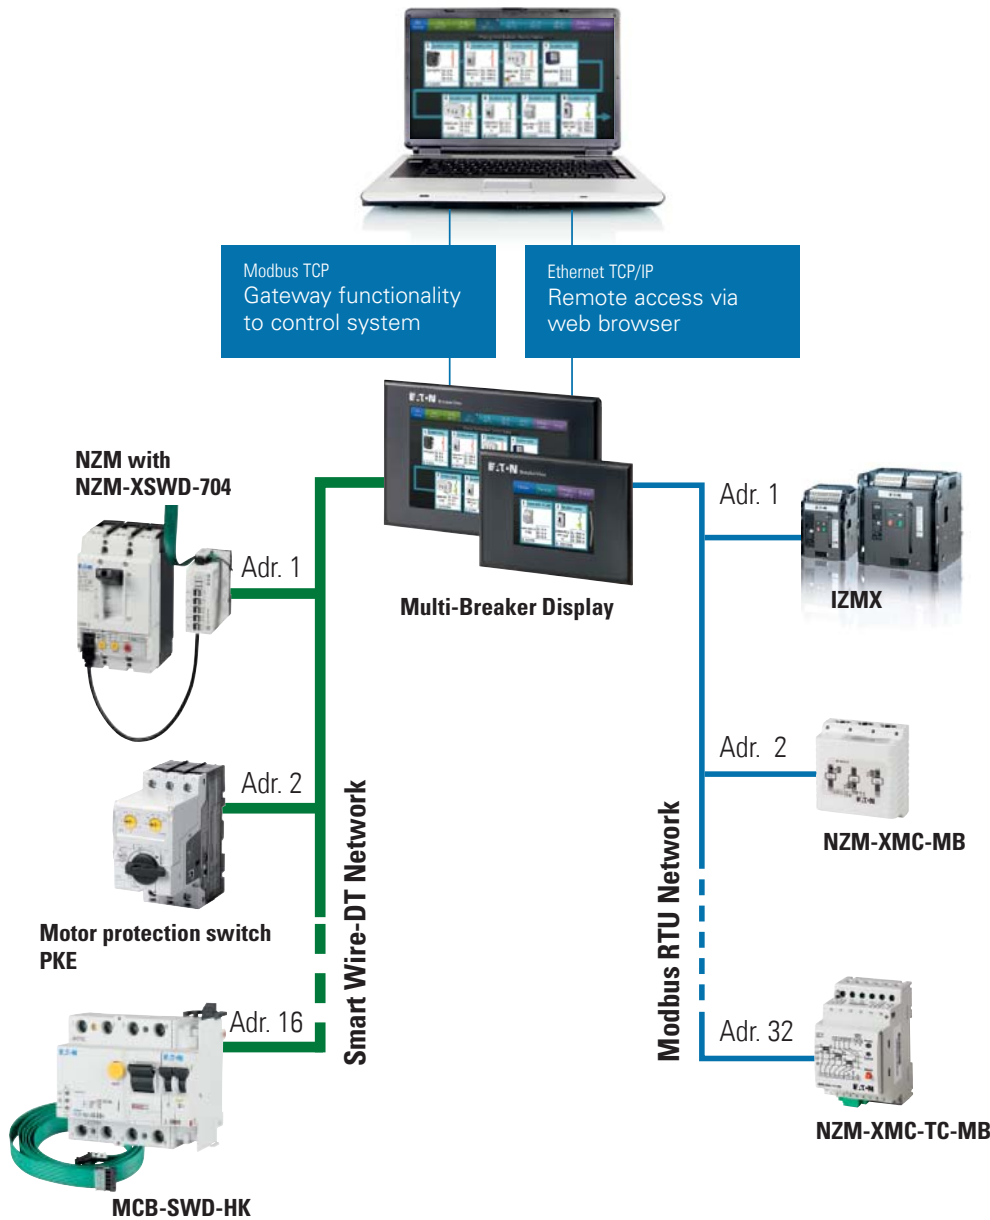 Modbus TCP
Gateway functionality
to control system
Ethernet TCP/IP
Remote access via
web browser
NZM with
NZM-XSWD-704
Adr. 1
Multi-Breaker Display
Adr. 1
IZMX
Adr. 2
Motor protection switch
PKE
Adr. 2
NZM-XMC-MB
Smart Wire-DT Network
Modbus RTU Network
Adr. 16
MCB-SWD-HK
Adr. 32
NZM-XMC-TC-MB